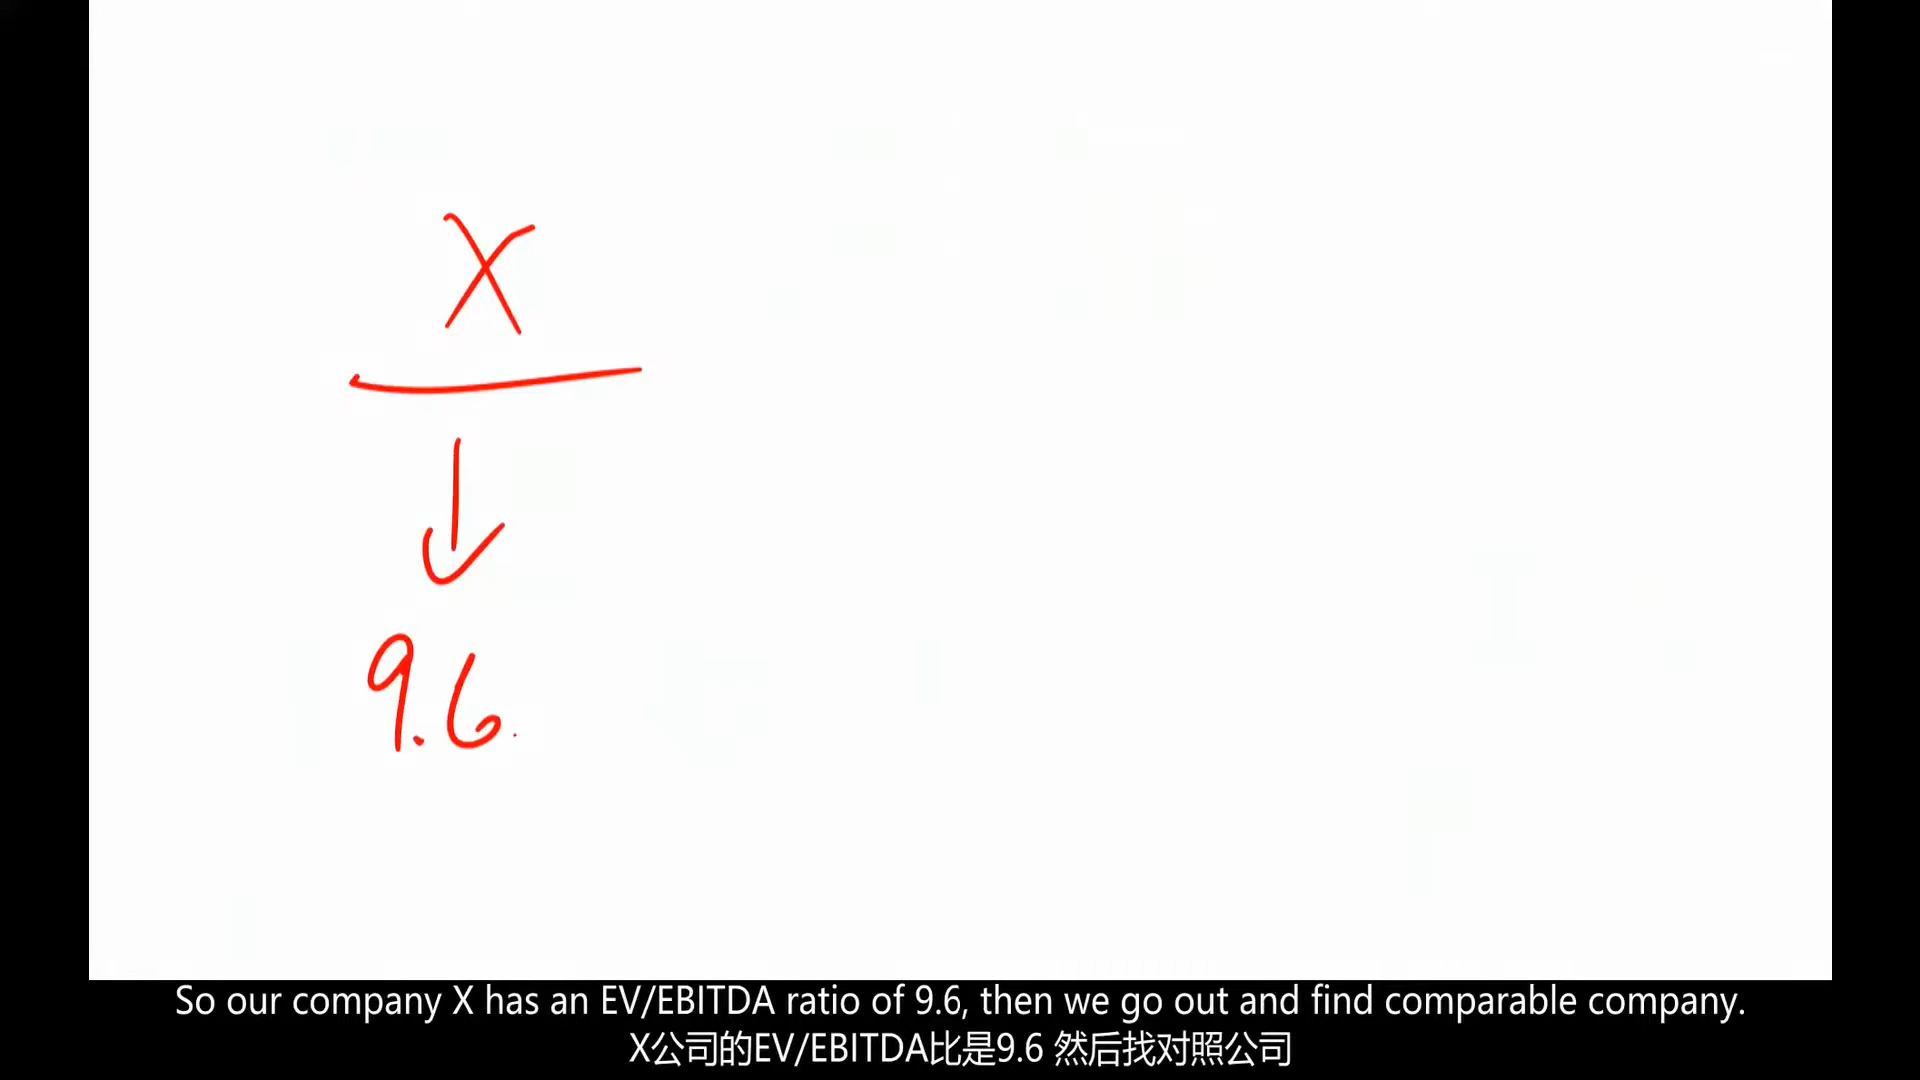 X
9.6
So our company X has an EV/EBITDA ratio of 9.6, then we go out and find comparable company.
X公司的EV/EBITDA比是9.6 然后找对照公司